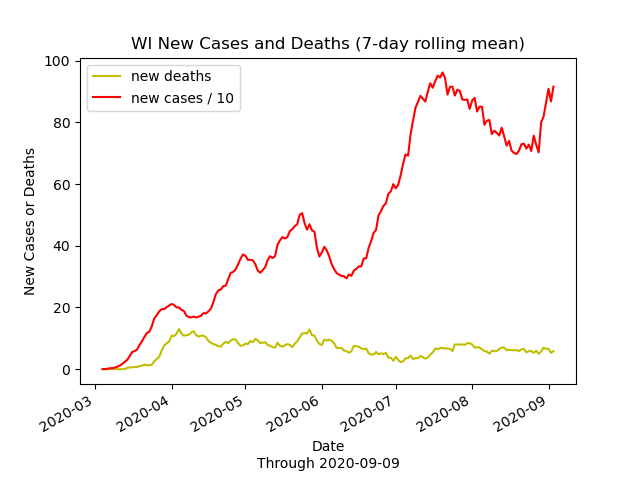 WI New Cases and Deaths (7-day rolling mean)
new deaths
new cases / 10
100
80
60
40
20
0
New Cases or Deaths
2020-03
2020-04
2020-05
2020-06
2020-07
2020-08
2020-09
Date
Through 2020-09-09